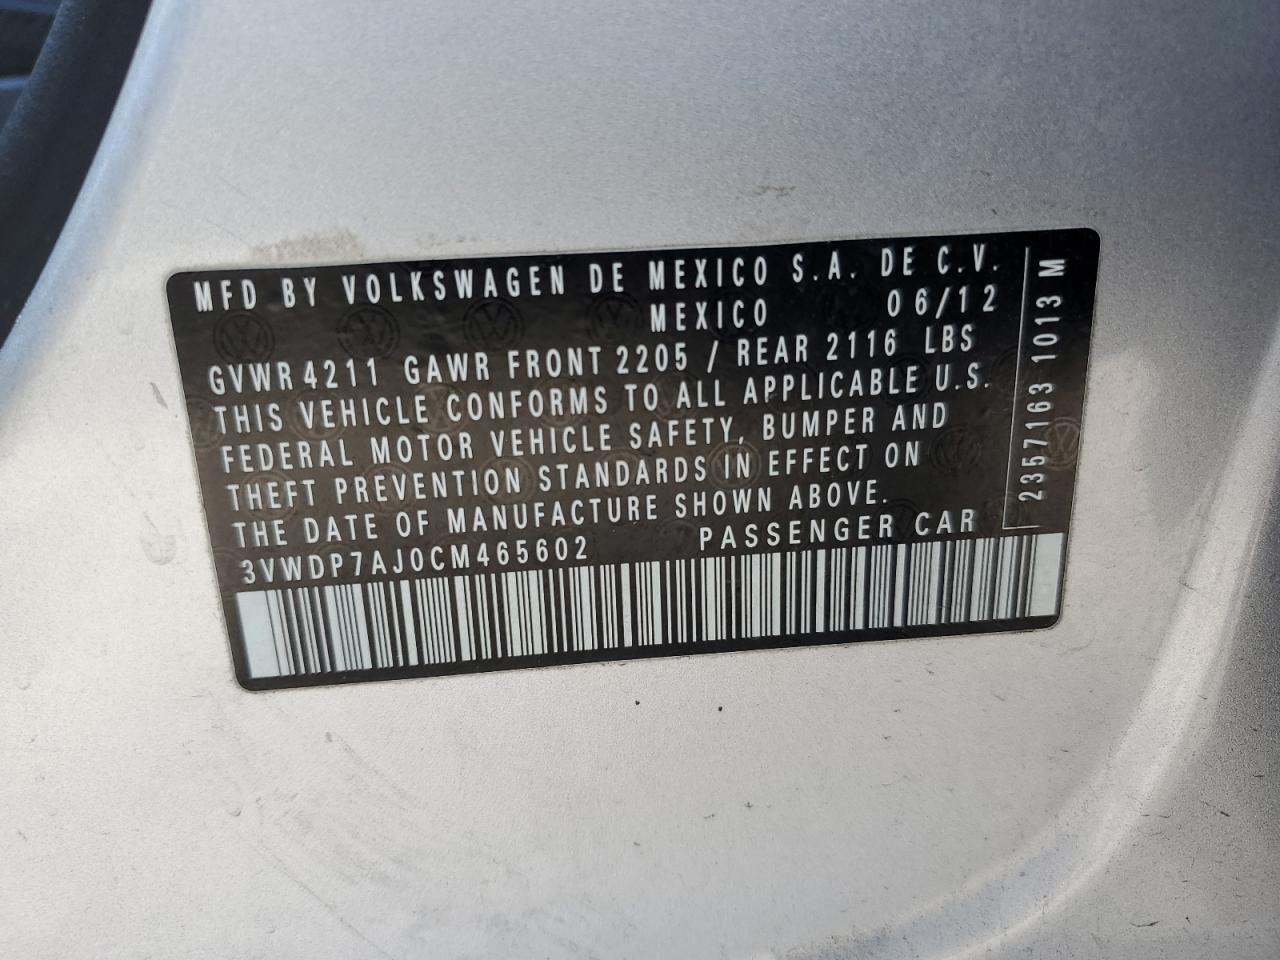 MFD BY VOLKSWAGEN DE MEXICO S.A. DE C.V.
MEXICO 06/12
GVWR 4211 GAWR FRONT 2205 / REAR 2116 LBS
THIS VEHICLE CONFORMS TO ALL APPLICABLE U.S.
FEDERAL MOTOR VEHICLE SAFETY, BUMPER AND
THEFT PREVENTION STANDARDS IN EFFECT ON
THE DATE OF MANUFACTURE SHOWN ABOVE.
3VWDP7AJ0CM465602 PASSENGER CAR
2357163 1013 M